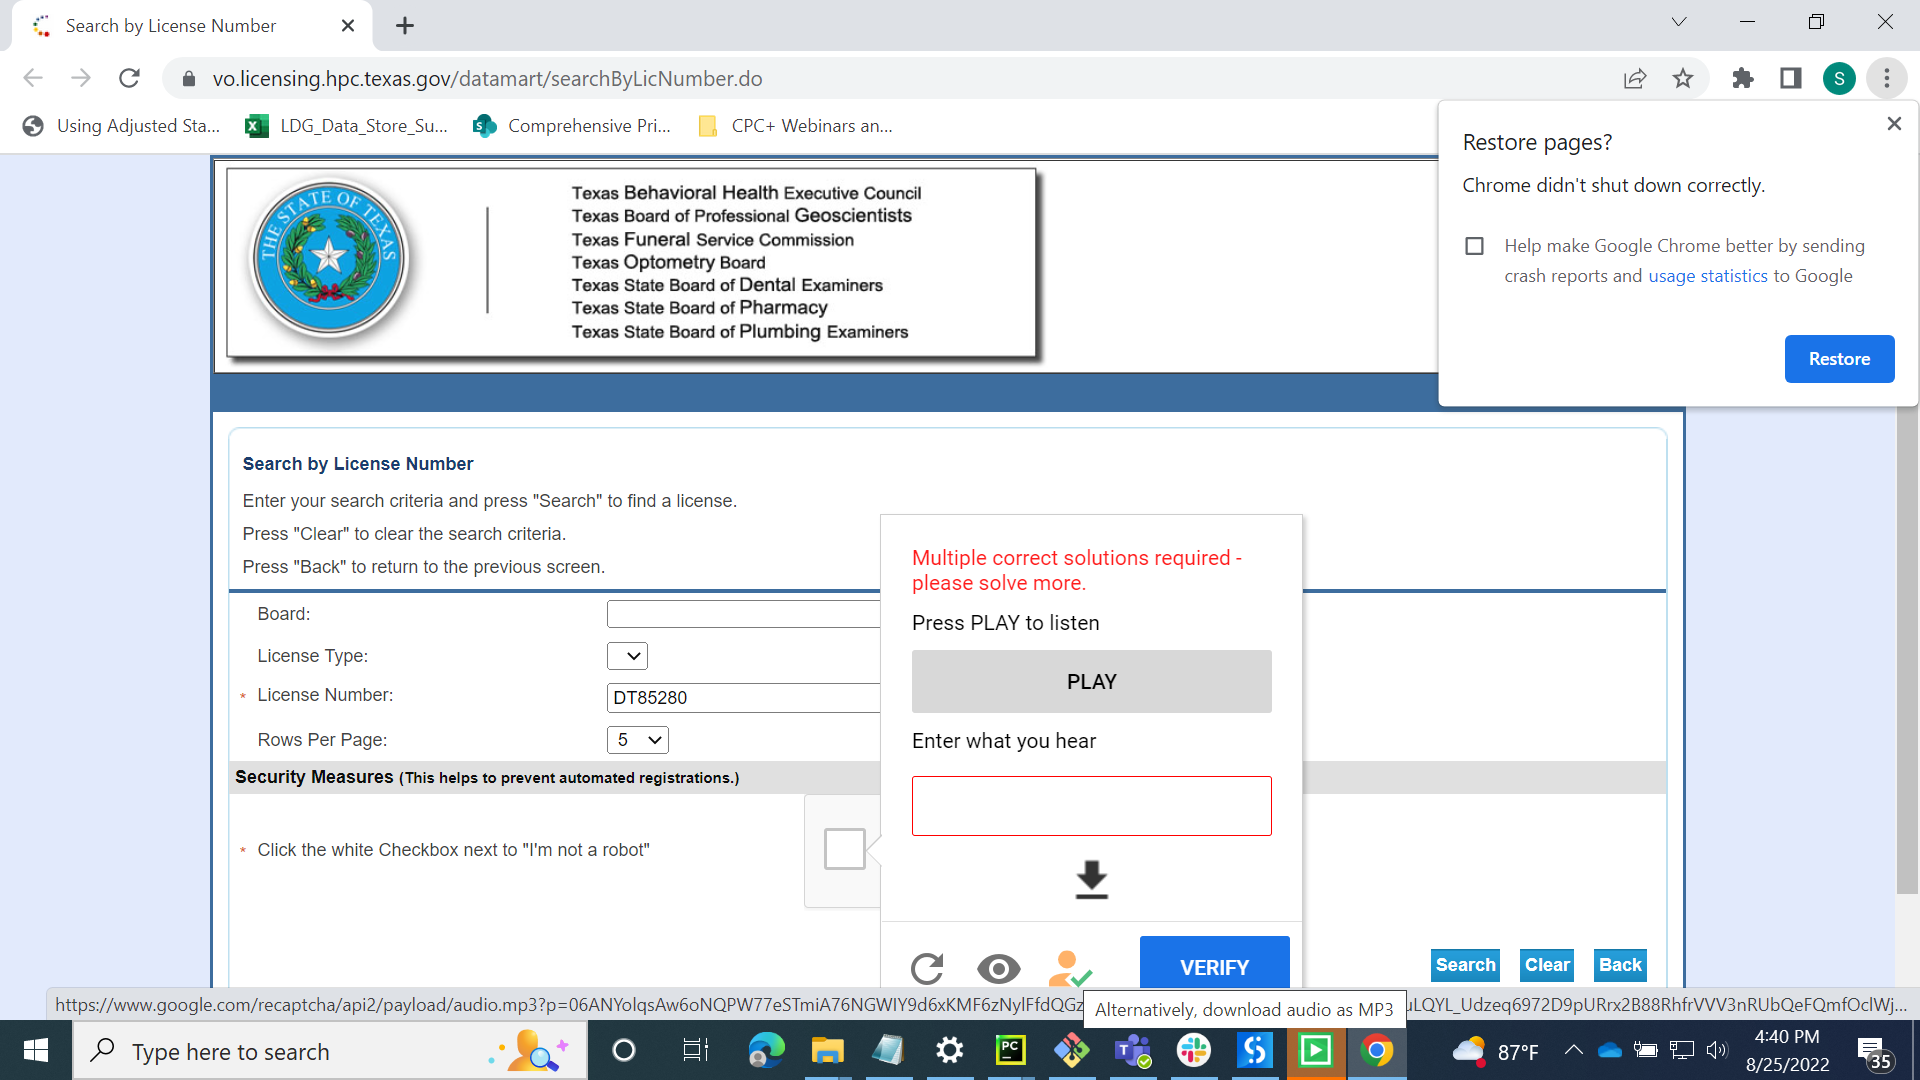 Search by License Number
vo.licensing.hpc.texas.gov/datamart/searchByLicNumber.do
S
Using Adjusted Sta...
LDG_Data_Store_Su...
Comprehensive Pri...
CPC+ Webinars an...
Restore pages?
Chrome didn't shut down correctly.
Help make Google Chrome better by sending
crash reports and usage statistics to Google
Restore
THE STATE OF TEXAS
Texas Behavioral Health Executive Council
Texas Board of Professional Geoscientists
Texas Funeral Service Commission
Texas Optometry Board
Texas State Board of Dental Examiners
Texas State Board of Pharmacy
Texas State Board of Plumbing Examiners
Search by License Number
Enter your search criteria and press "Search" to find a license.
Press "Clear" to clear the search criteria.
Press "Back" to return to the previous screen.
Board:
License Type:
* License Number:
DT85280
Rows Per Page:
5
Security Measures (This helps to prevent automated registrations.)
* Click the white Checkbox next to "I'm not a robot"
Multiple correct solutions required -
please solve more.
Press PLAY to listen
PLAY
Enter what you hear
VERIFY
Search
Clear
Back
https://www.google.com/recaptcha/api2/payload/audio.mp3?p=06ANYolqsAw6oNQPW77eSTmiA76NGWIY9d6xKMF6zNylFfdQGz
Alternatively, download audio as MP3
uLQYL_Udzeq6972D9pURrx2B88RhfrVVV3nRUbQeFQmfOclWj...
Type here to search
PC
87°F
4:40 PM
8/25/2022
35